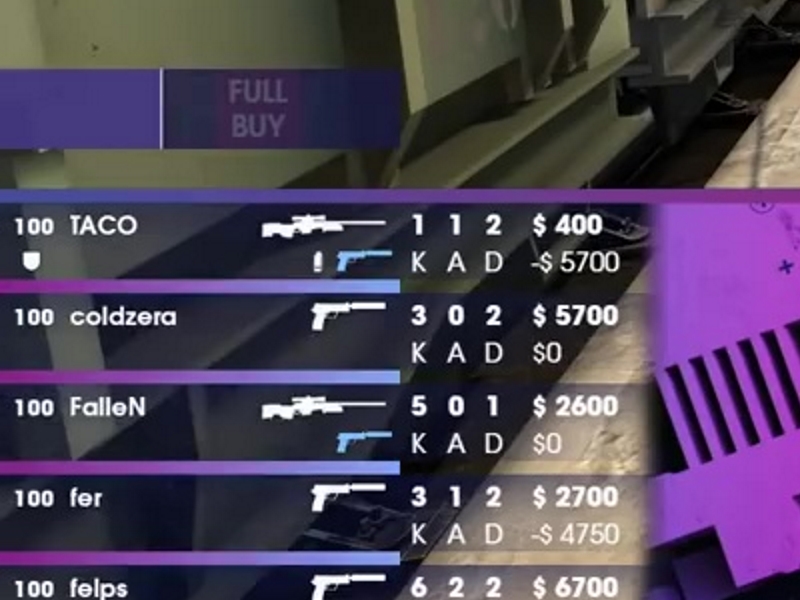 FULL
BUY
100 TACO 1 1 2 $ 400
K A D -$ 5700
100 coldzera 3 0 2 $ 5700
K A D $0
100 FalleN 5 0 1 $ 2600
K A D $0
100 fer 3 1 2 $ 2700
K A D -$ 4750
100 felps 6 2 2 $ 6700